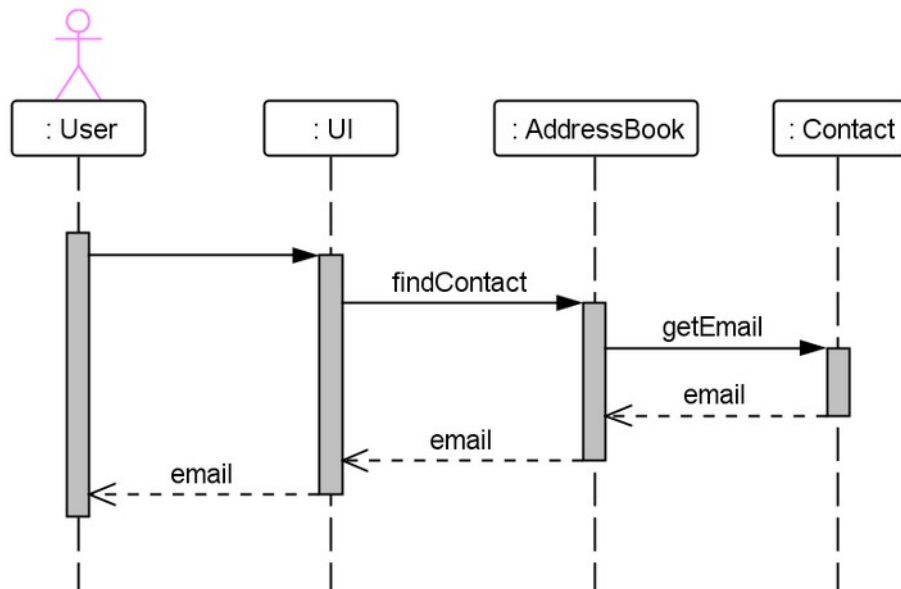 : User
: UI
: AddressBook
: Contact
findContact
getEmail
email
email
email